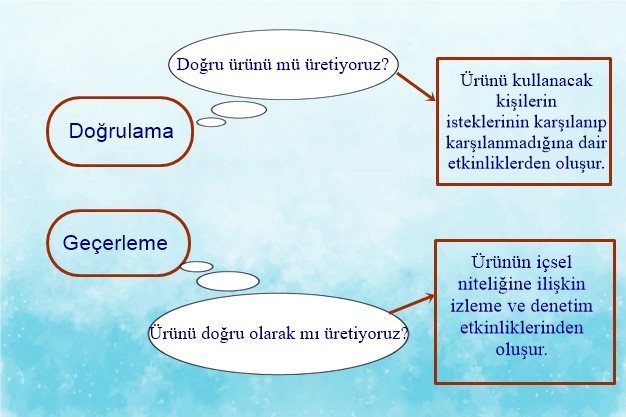 Doğru ürünü mü üretiyoruz?
Doğrulama
Ürünü kullanacak
kişilerin
isteklerinin karşılanıp
karşılanmadığına dair
etkinliklerden oluşur.
Geçerleme
Ürünü doğru olarak mı üretiyoruz?
Ürünün içsel
niteliğine ilişkin
izleme ve denetim
etkinliklerinden
oluşur.